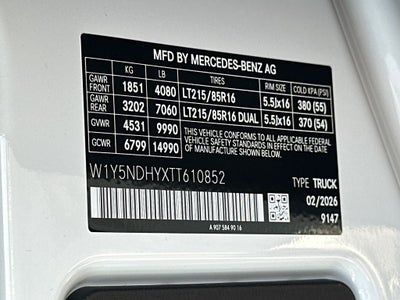 MFD BY MERCEDES-BENZ AG
KG LB TIRES RIM SIZE COLD KPA (PSI)
GAWR FRONT 1851 4080 LT215/85R16 5.5Jx16 380 (55)
GAWR REAR 3202 7060 LT215/85R16 DUAL 5.5Jx16 370 (54)
GVWR 4531 9990 THIS VEHICLE CONFORMS TO ALL APPLICABLE FEDERAL
GCWR 6799 14990 MOTOR VEHICLE SAFETY STANDARDS IN EFFECT ON THE DATE OF MANUFACTURE SHOWN ABOVE.
W1Y5NDHYXTT610852 TYPE TRUCK
02/2026
9147
A 907 584 90 16